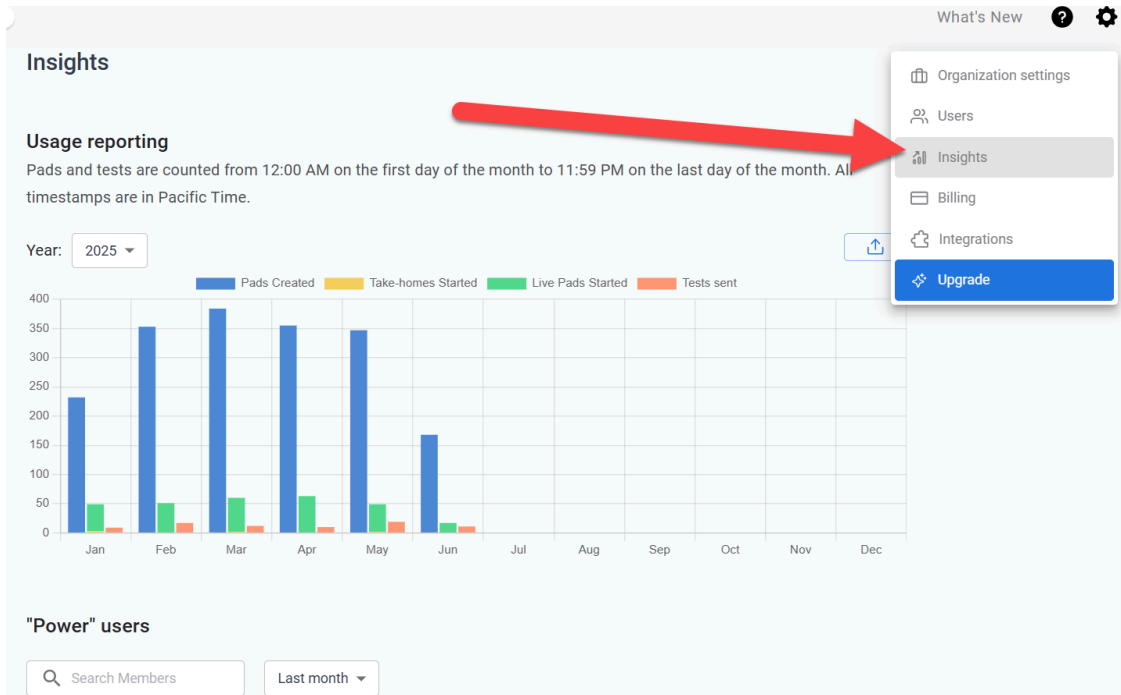 What's New
Insights
Organization settings
Users
Insights
Billing
Integrations
Upgrade
Usage reporting
Pads and tests are counted from 12:00 AM on the first day of the month to 11:59 PM on the last day of the month. All
timestamps are in Pacific Time.
Year: 2025
Pads Created Take-homes Started Live Pads Started Tests sent
400
350
300
250
200
150
100
50
0
Jan Feb Mar Apr May Jun Jul Aug Sep Oct Nov Dec
"Power" users
Search Members Last month